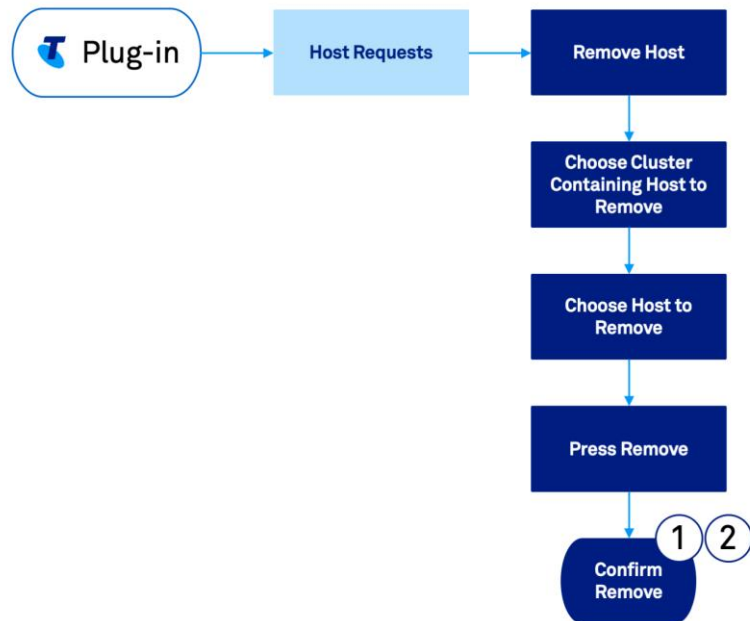 T Plug-in
Host Requests
Remove Host
Choose Cluster
Containing Host to
Remove
Choose Host to
Remove
Press Remove
1 2
Confirm
Remove